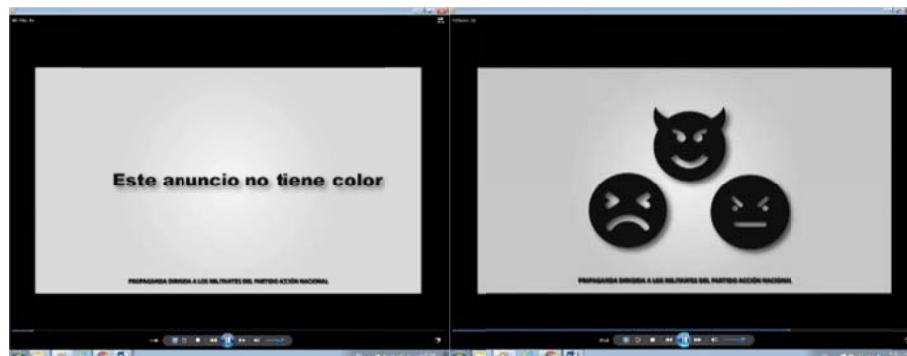 Este anuncio no tiene color
PROPAGANDA DIRIGIDA A LOS MILITANTES DEL PARTIDO ACCIÓN NACIONAL
PROPAGANDA DIRIGIDA A LOS MILITANTES DEL PARTIDO ACCIÓN NACIONAL